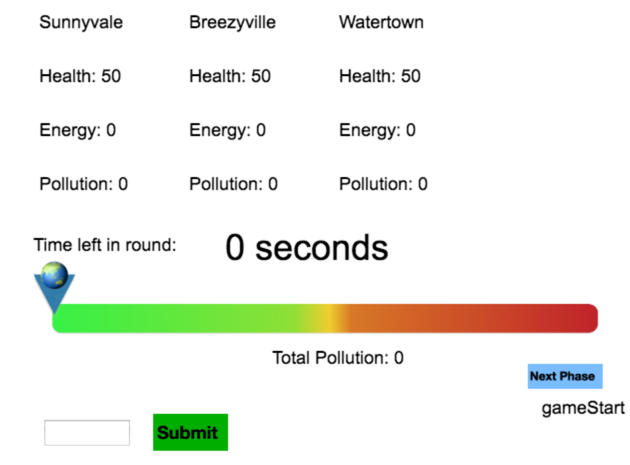 Sunnyvale Breezyville Watertown
Health: 50 Health: 50 Health: 50
Energy: 0 Energy: 0 Energy: 0
Pollution: 0 Pollution: 0 Pollution: 0
Time left in round: 0 seconds
Total Pollution: 0
Next Phase
gameStart
Submit